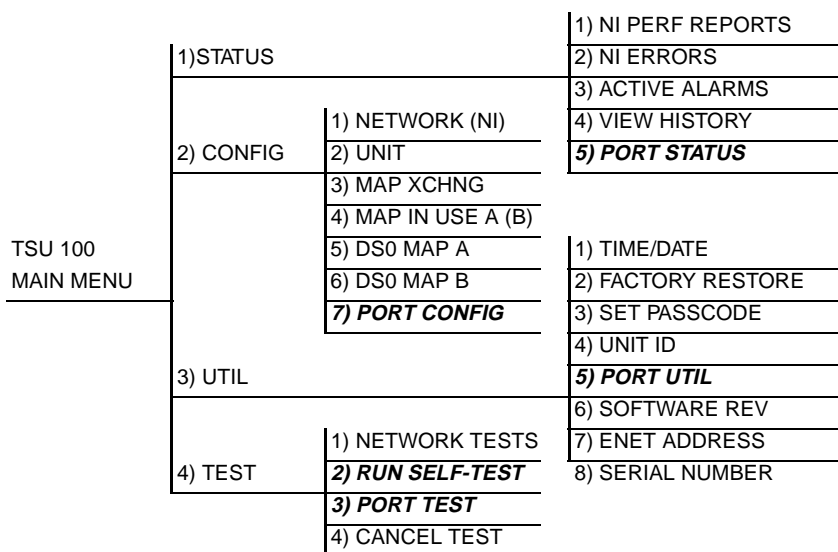 TSU 100
MAIN MENU
1)STATUS
1) NI PERF REPORTS
2) NI ERRORS
3) ACTIVE ALARMS
4) VIEW HISTORY
5) PORT STATUS
2) CONFIG
1) NETWORK (NI)
2) UNIT
3) MAP XCHNG
4) MAP IN USE A (B)
5) DS0 MAP A
6) DS0 MAP B
7) PORT CONFIG
3) UTIL
1) TIME/DATE
2) FACTORY RESTORE
3) SET PASSCODE
4) UNIT ID
5) PORT UTIL
6) SOFTWARE REV
7) ENET ADDRESS
8) SERIAL NUMBER
4) TEST
1) NETWORK TESTS
2) RUN SELF-TEST
3) PORT TEST
4) CANCEL TEST